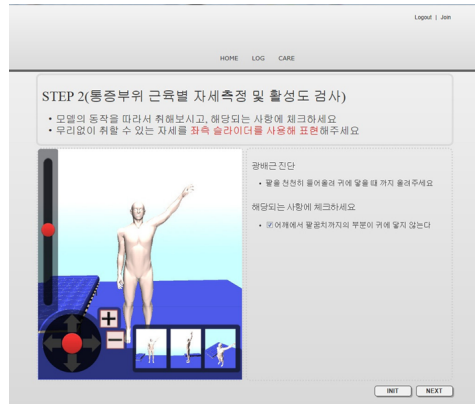 Logout | Join
HOME LOG CARE
STEP 2(통증부위 근육별 자세측정 및 활성도 검사)
• 모델의 동작을 따라서 취해보시고, 해당되는 사항에 체크하세요
• 무리없이 취할 수 있는 자세를 좌측 슬라이더를 사용해 표현해주세요
광배근 진단
• 팔을 천천히 들어올려 귀에 닿을 때 까지 올려주세요
해당되는 사항에 체크하세요
• 어깨에서 팔꿈치까지의 부분이 귀에 닿지 않는다
INIT NEXT